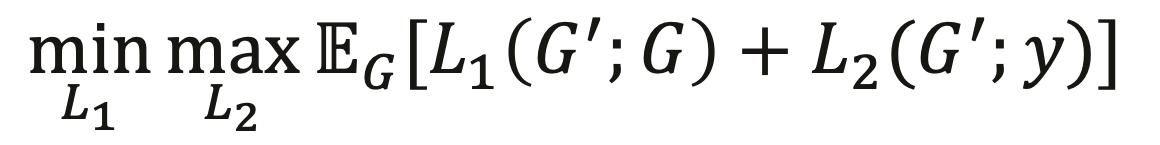 min max 𝔼_G[L_1(G′; G) + L_2(G′; y)]
L_1 L_2